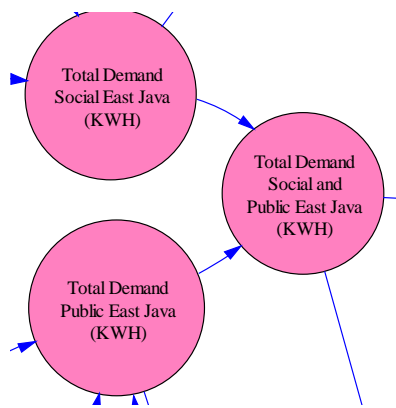 Total Demand
Social East Java
(KWH)
Total Demand
Social and
Public East Java
(KWH)
Total Demand
Public East Java
(KWH)